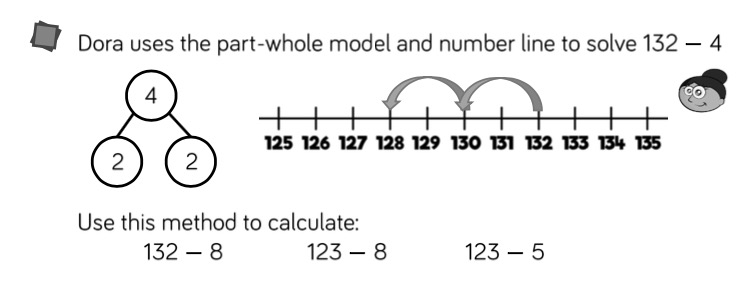 Dora uses the part-whole model and number line to solve 132 – 4
4
2 2
125 126 127 128 129 130 131 132 133 134 135
Use this method to calculate:
132 – 8 123 – 8 123 – 5